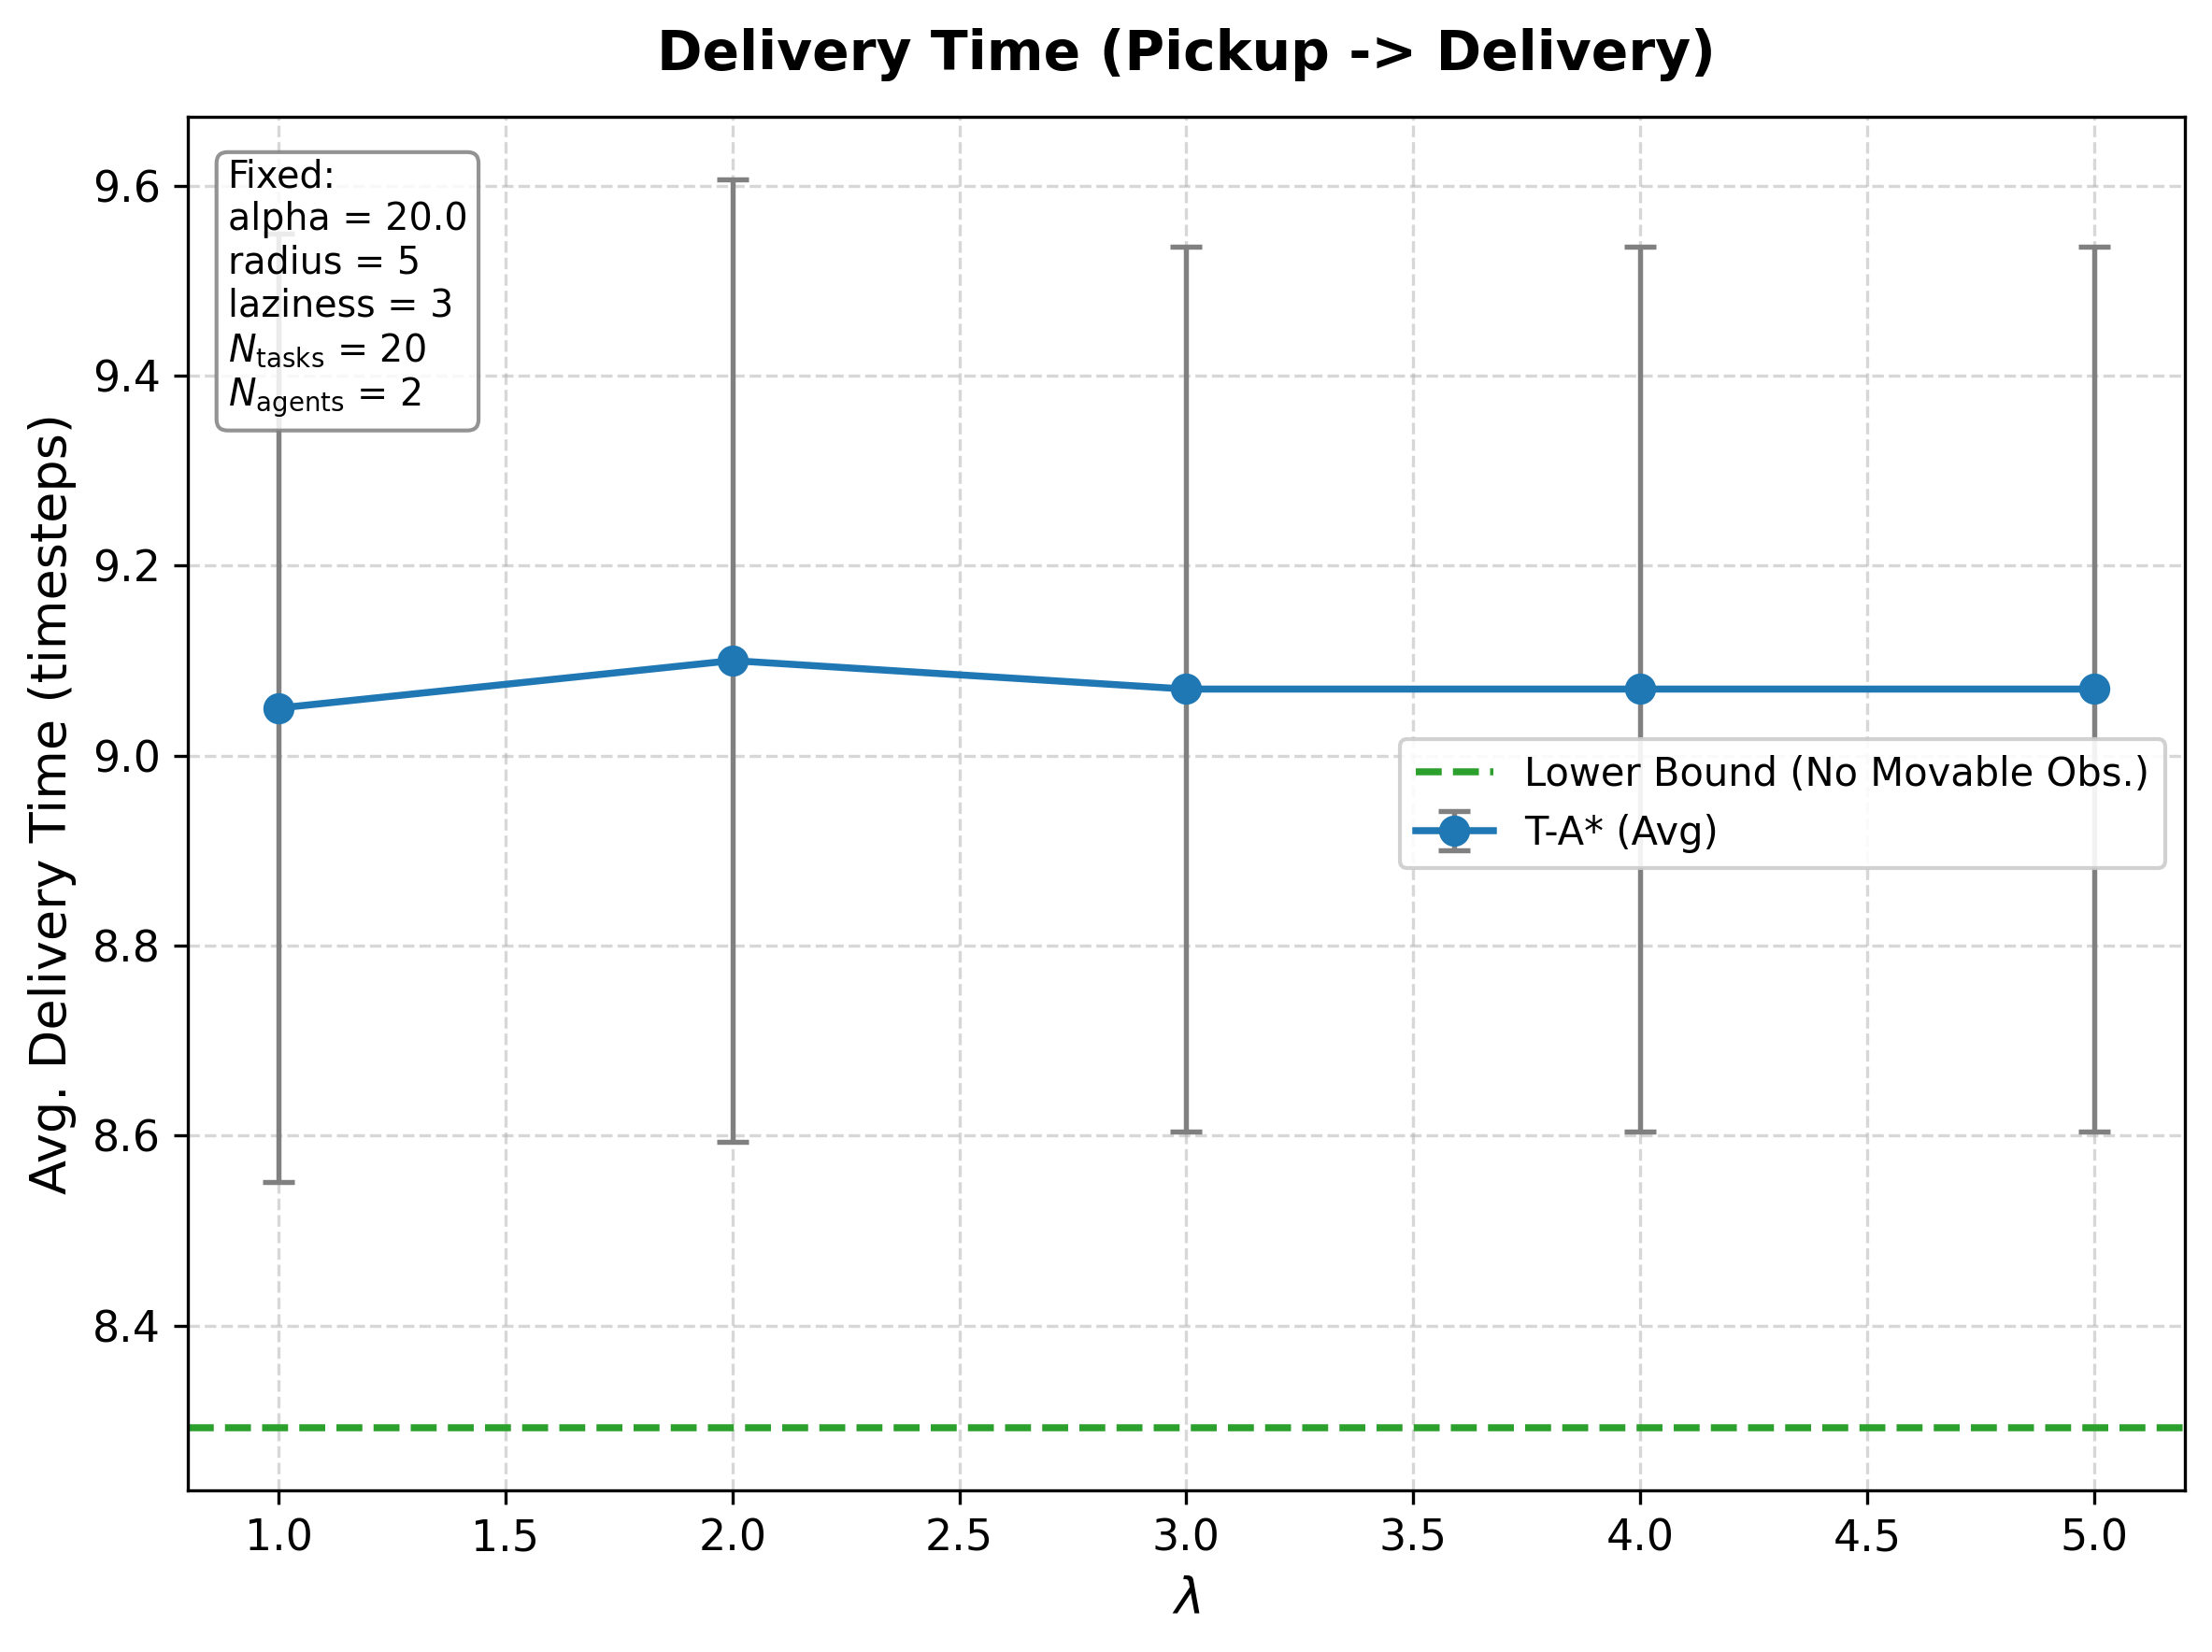 Delivery Time (Pickup -> Delivery)
Avg. Delivery Time (timesteps)
9.6
9.4
9.2
9.0
8.8
8.6
8.4
Fixed:
alpha = 20.0
radius = 5
laziness = 3
N_tasks = 20
N_agents = 2
Lower Bound (No Movable Obs.)
T-A* (Avg)
1.0 1.5 2.0 2.5 3.0 3.5 4.0 4.5 5.0
λ